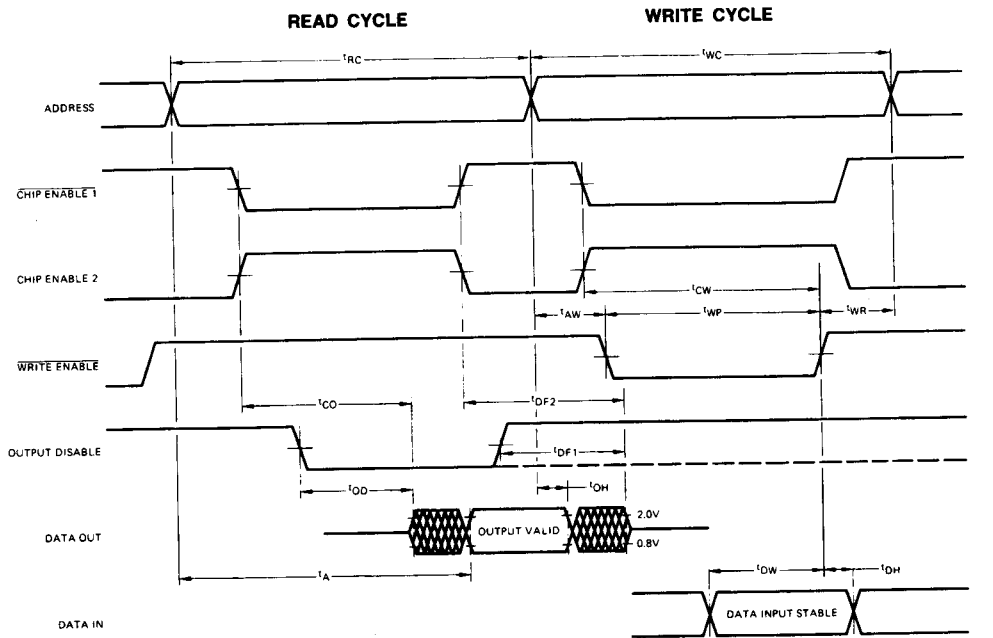 READ CYCLE
WRITE CYCLE
tRC
tWC
ADDRESS
CHIP ENABLE 1
CHIP ENABLE 2
tCW
tAW
tWP
tWR
WRITE ENABLE
tCO
tDF2
OUTPUT DISABLE
tDF1
tOD
tOH
DATA OUT
OUTPUT VALID
2.0V
0.8V
tA
tDW
tDH
DATA IN
DATA INPUT STABLE